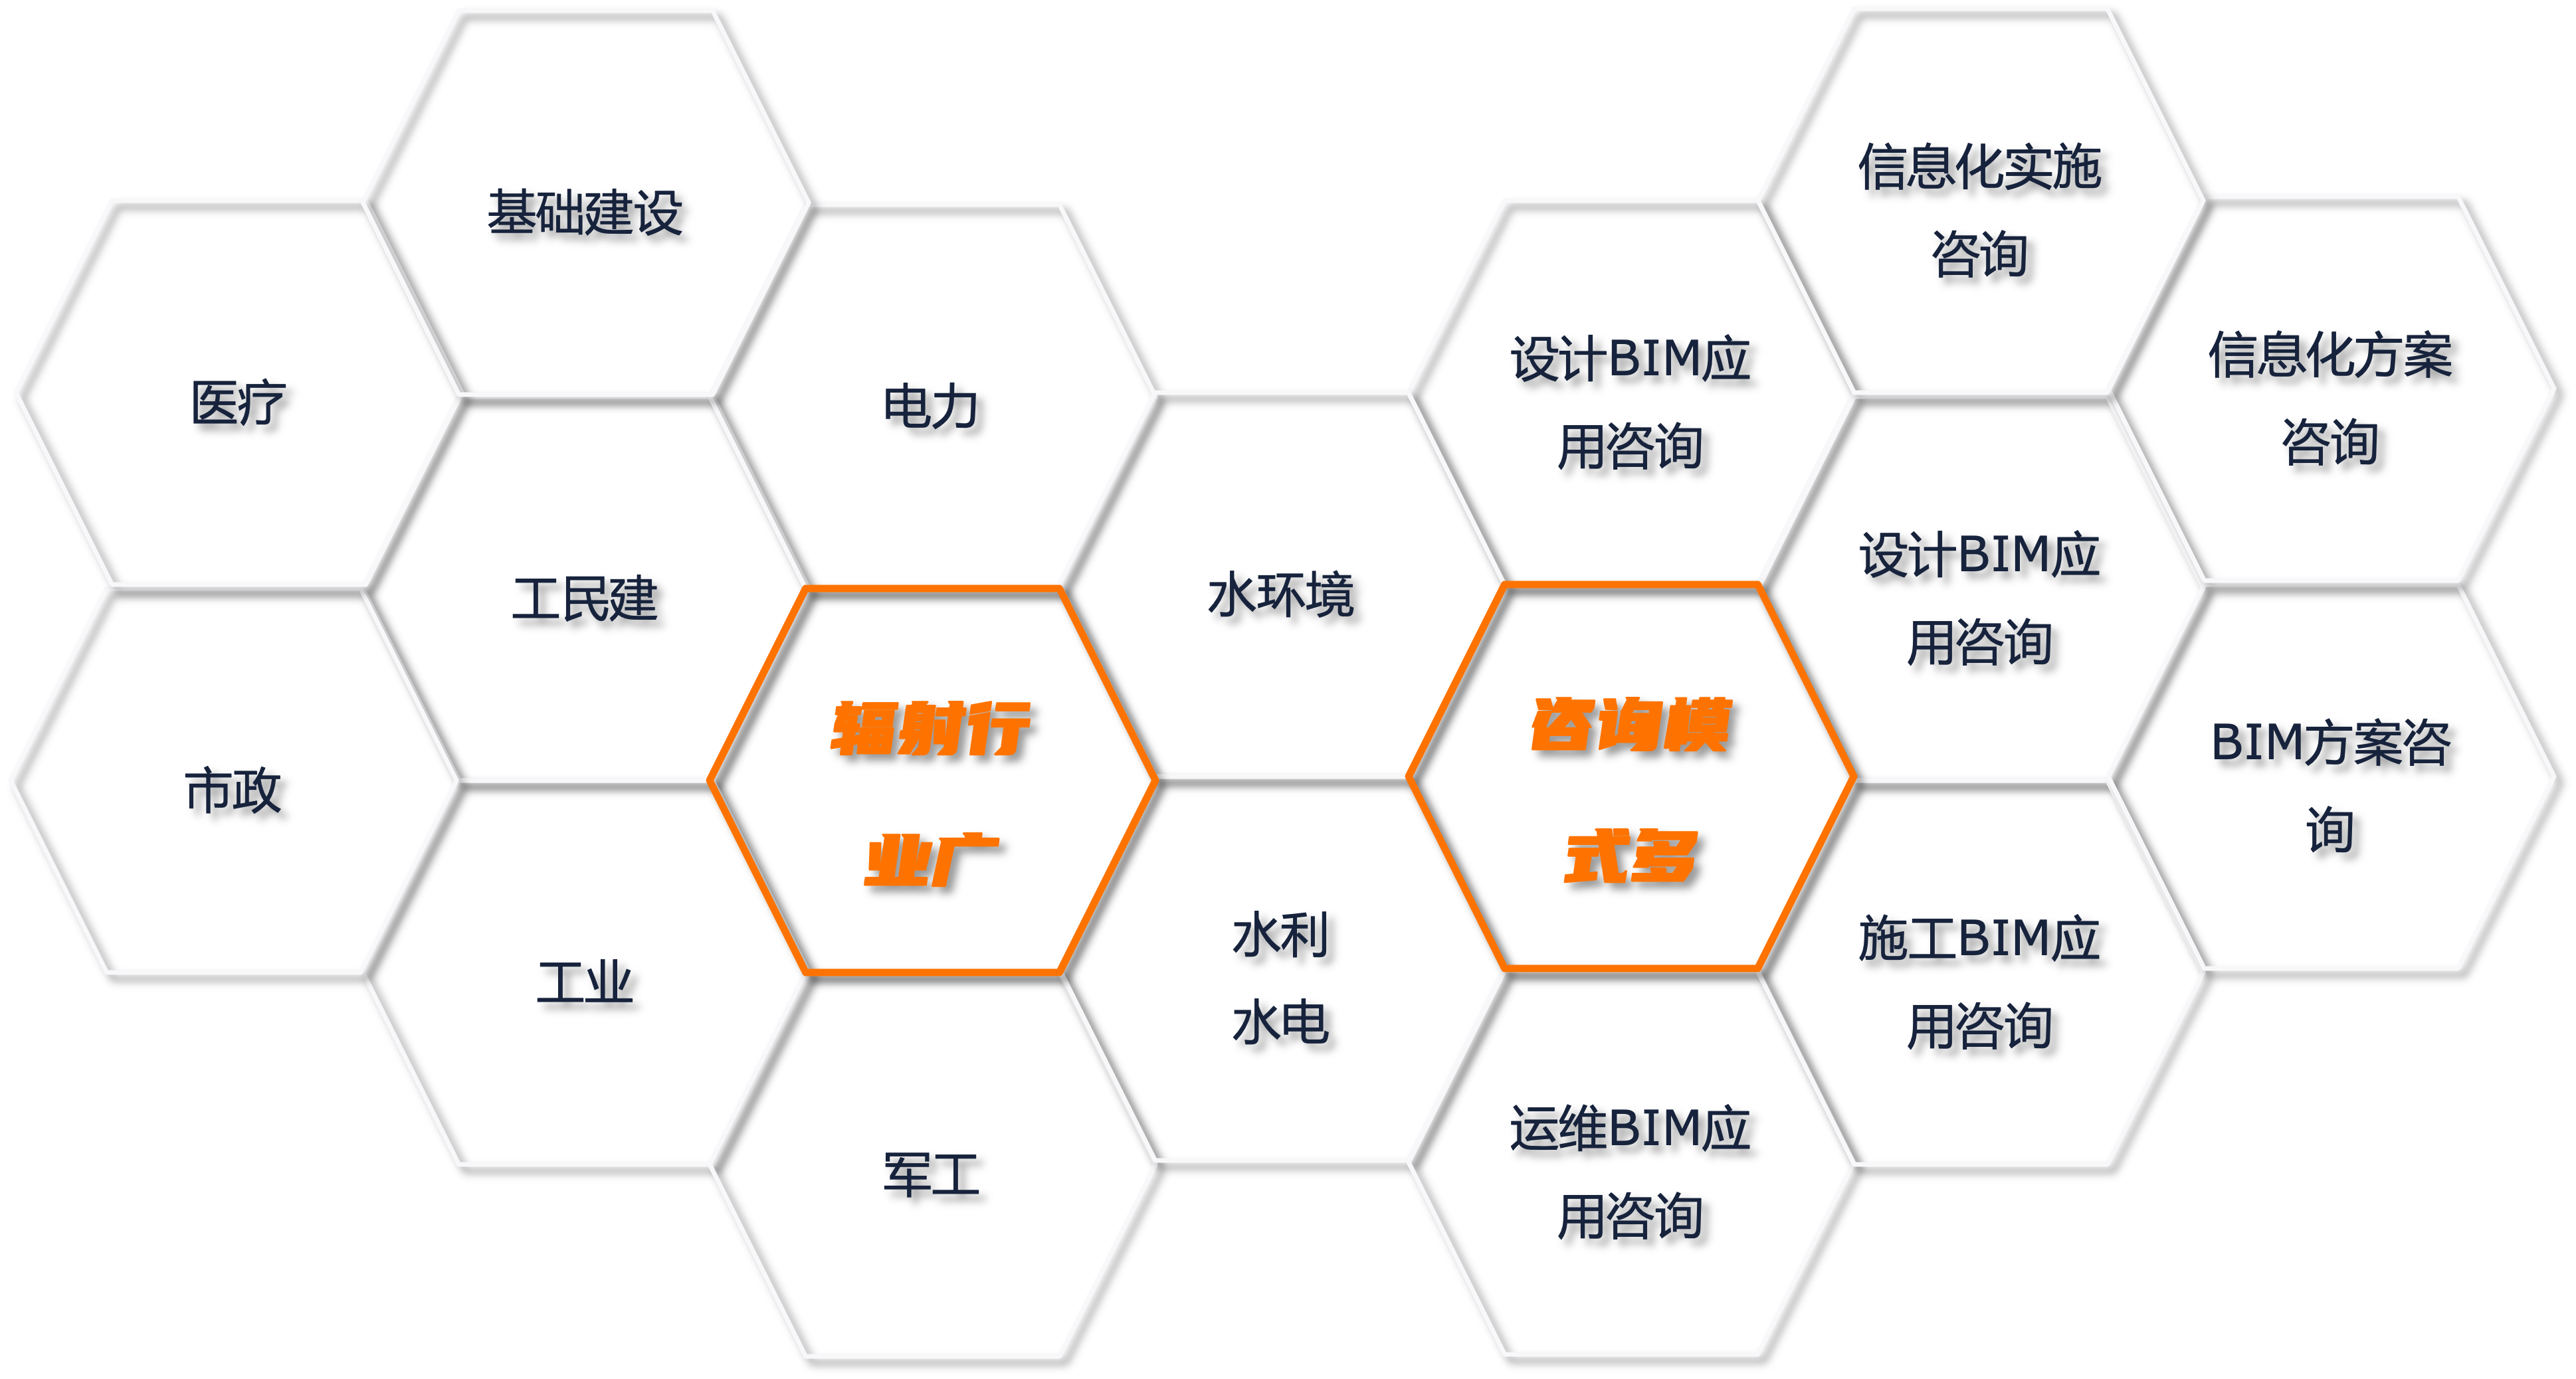 基础建设
医疗
电力
工民建
水环境
市政
辐射行
业广
工业
水利
水电
军工
信息化实施
咨询
设计BIM应
用咨询
信息化方案
咨询
设计BIM应
用咨询
咨询模
式多
BIM方案咨
询
施工BIM应
用咨询
运维BIM应
用咨询